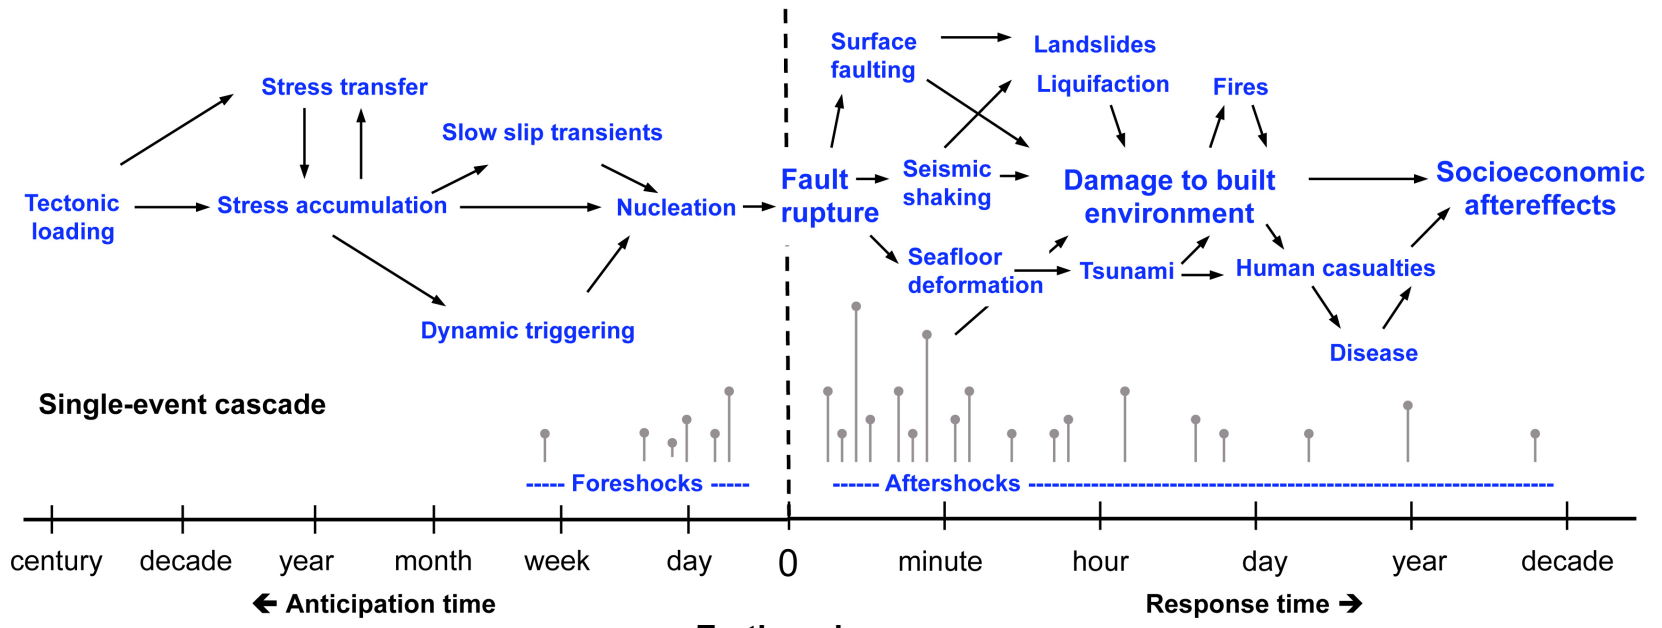 Surface
faulting
Landslides
Liquifaction
Fires
Stress transfer
Slow slip transients
Tectonic
loading
Stress accumulation
Nucleation
Dynamic triggering
Fault
rupture
Seismic
shaking
Damage to built
environment
Socioeconomic
aftereffects
Seafloor
deformation
Tsunami
Human casualties
Disease
Single-event cascade
----- Foreshocks -----
------ Aftershocks --------------------------------------------------------------------
century decade year month week day 0 minute hour day year decade
← Anticipation time
Response time →